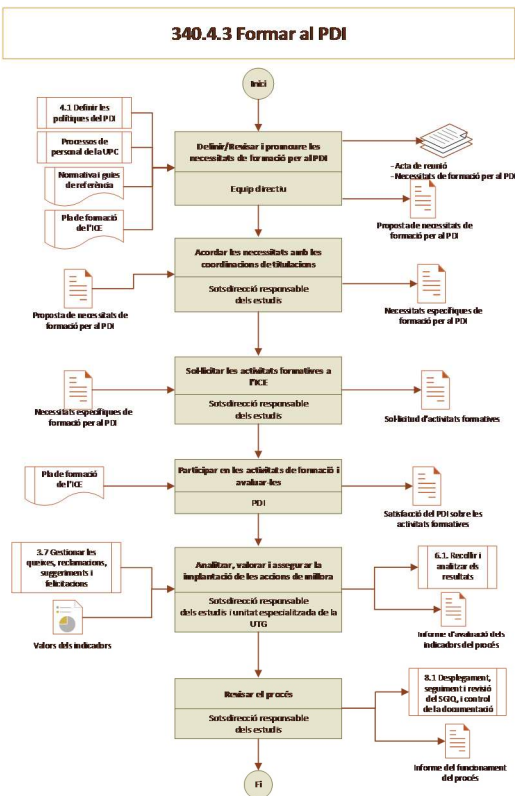 340.4.3 Formar al PDI
Inici
4.1 Definir les
polítiques del PDI
Processos de
personal de la UPC
Normativa i guies
de referència
Pla de formació
de l'ICE
Definir/Revisar i promoure les
necessitats de formació per al PDI
Equip directiu
- Acta de reunió
- Necessitats de formació per al PDI
Proposta de necessitats de
formació per al PDI
Acordar les necessitats amb les
coordinacions de titulacions
Sotsdirecció responsable
dels estudis
Proposta de necessitats de
formació per al PDI
Necessitats específiques de
formació per al PDI
Sol·licitar les activitats formatives a
l'ICE
Sotsdirecció responsable
dels estudis
Necessitats específiques de
formació per al PDI
Sol·licitud d'activitats formatives
Participar en les activitats de formació i
avaluar-les
PDI
Pla de formació
de l'ICE
Satisfacció del PDI sobre les
activitats formatives
3.7 Gestionar les
queixes, reclamacions,
suggeriments i
felicitacions
Valors dels indicadors
Analitzar, valorar i assegurar la
implantació de les accions de millora
Sotsdirecció responsable
dels estudis i unitat especialitzada de la
UTG
6.1. Recollir i
analitzar els
resultats
Informe d'avaluació dels
indicadors del procés
Revisar el procés
Sotsdirecció responsable
dels estudis
8.1 Desplegament,
seguiment i revisió
del SGIQ, i control
de la documentació
Informe del funcionament
del procés
Fi